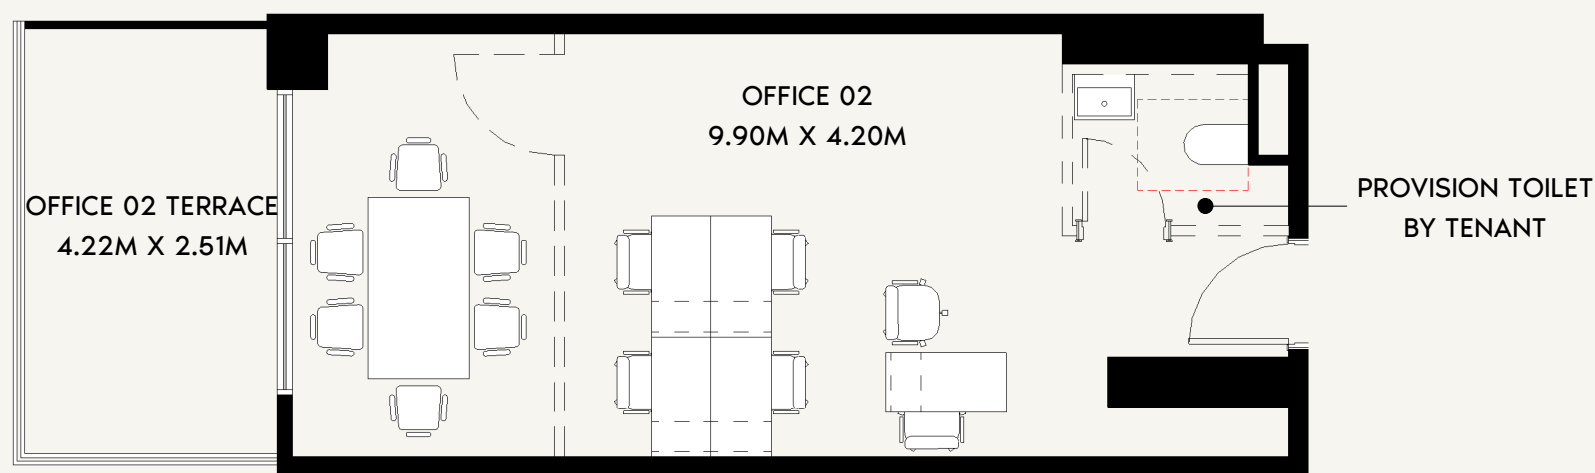 OFFICE 02
9.90M X 4.20M
OFFICE 02 TERRACE
4.22M X 2.51M
PROVISION TOILET
BY TENANT